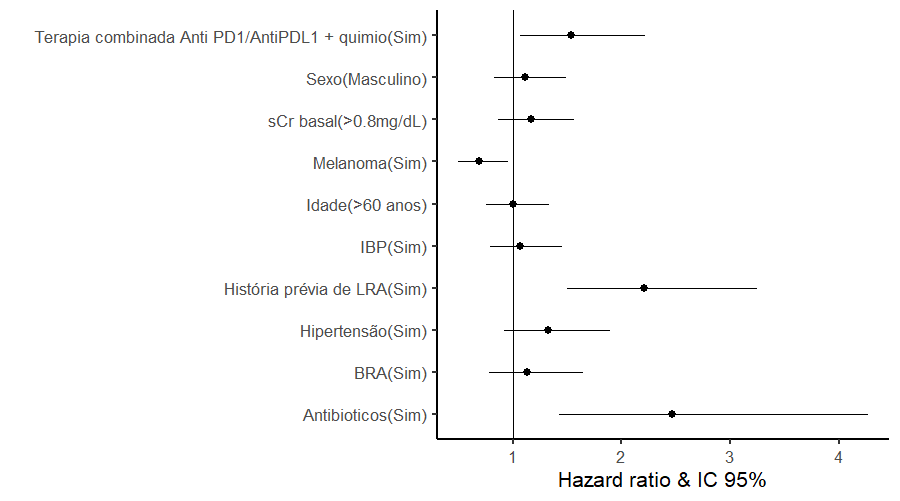 Terapia combinada Anti PD1/AntiPDL1 + quimio(Sim)
Sexo(Masculino)
sCr basal(>0.8mg/dL)
Melanoma(Sim)
Idade(>60 anos)
IBP(Sim)
História prévia de LRA(Sim)
Hipertensão(Sim)
BRA(Sim)
Antibioticos(Sim)
1 2 3 4
Hazard ratio & IC 95%